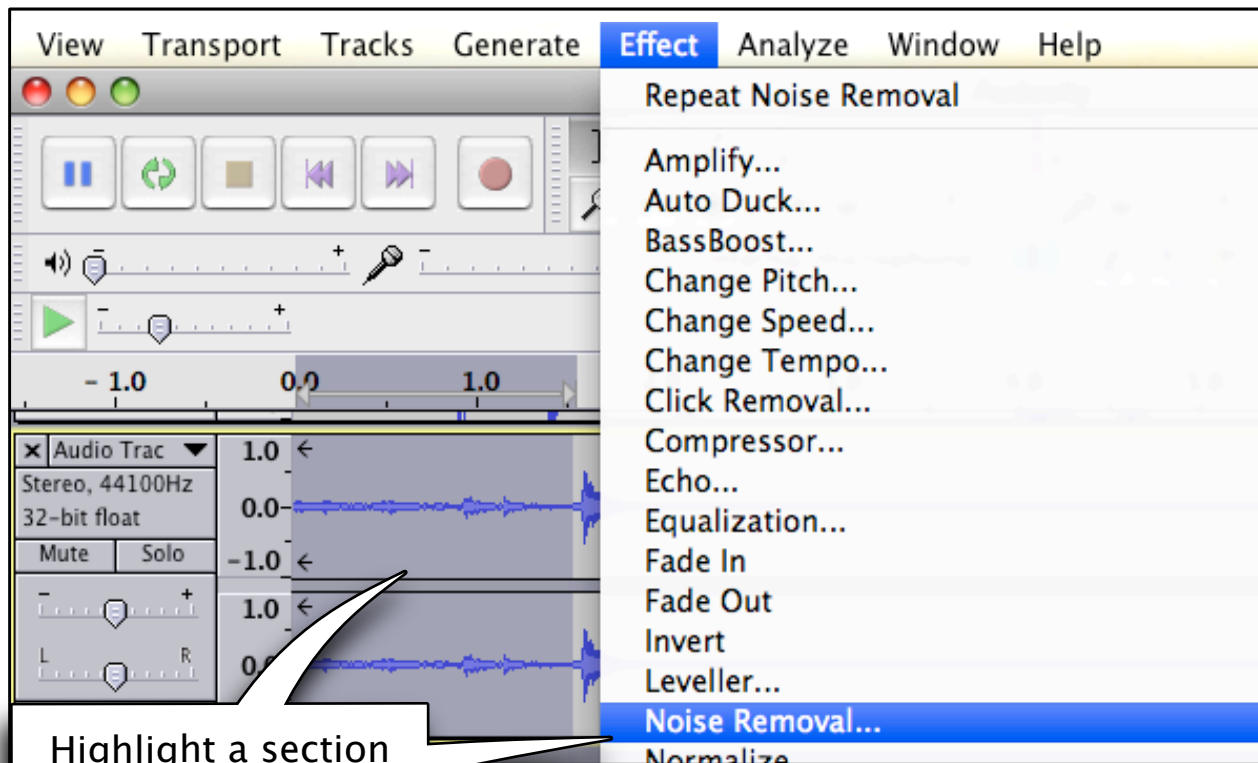 View Transport Tracks Generate Effect Analyze Window Help
Repeat Noise Removal
Amplify...
Auto Duck...
BassBoost...
Change Pitch...
Change Speed...
Change Tempo...
Click Removal...
Compressor...
Echo...
Equalization...
Fade In
Fade Out
Invert
Leveller...
Noise Removal...
Normalize
- +
- 
- +
- 1.0 0.0 1.0
X Audio Trac
Stereo, 44100Hz
32-bit float
Mute Solo
- +
L R
1.0
0.0-
-1.0
1.0
0.0
Highlight a section